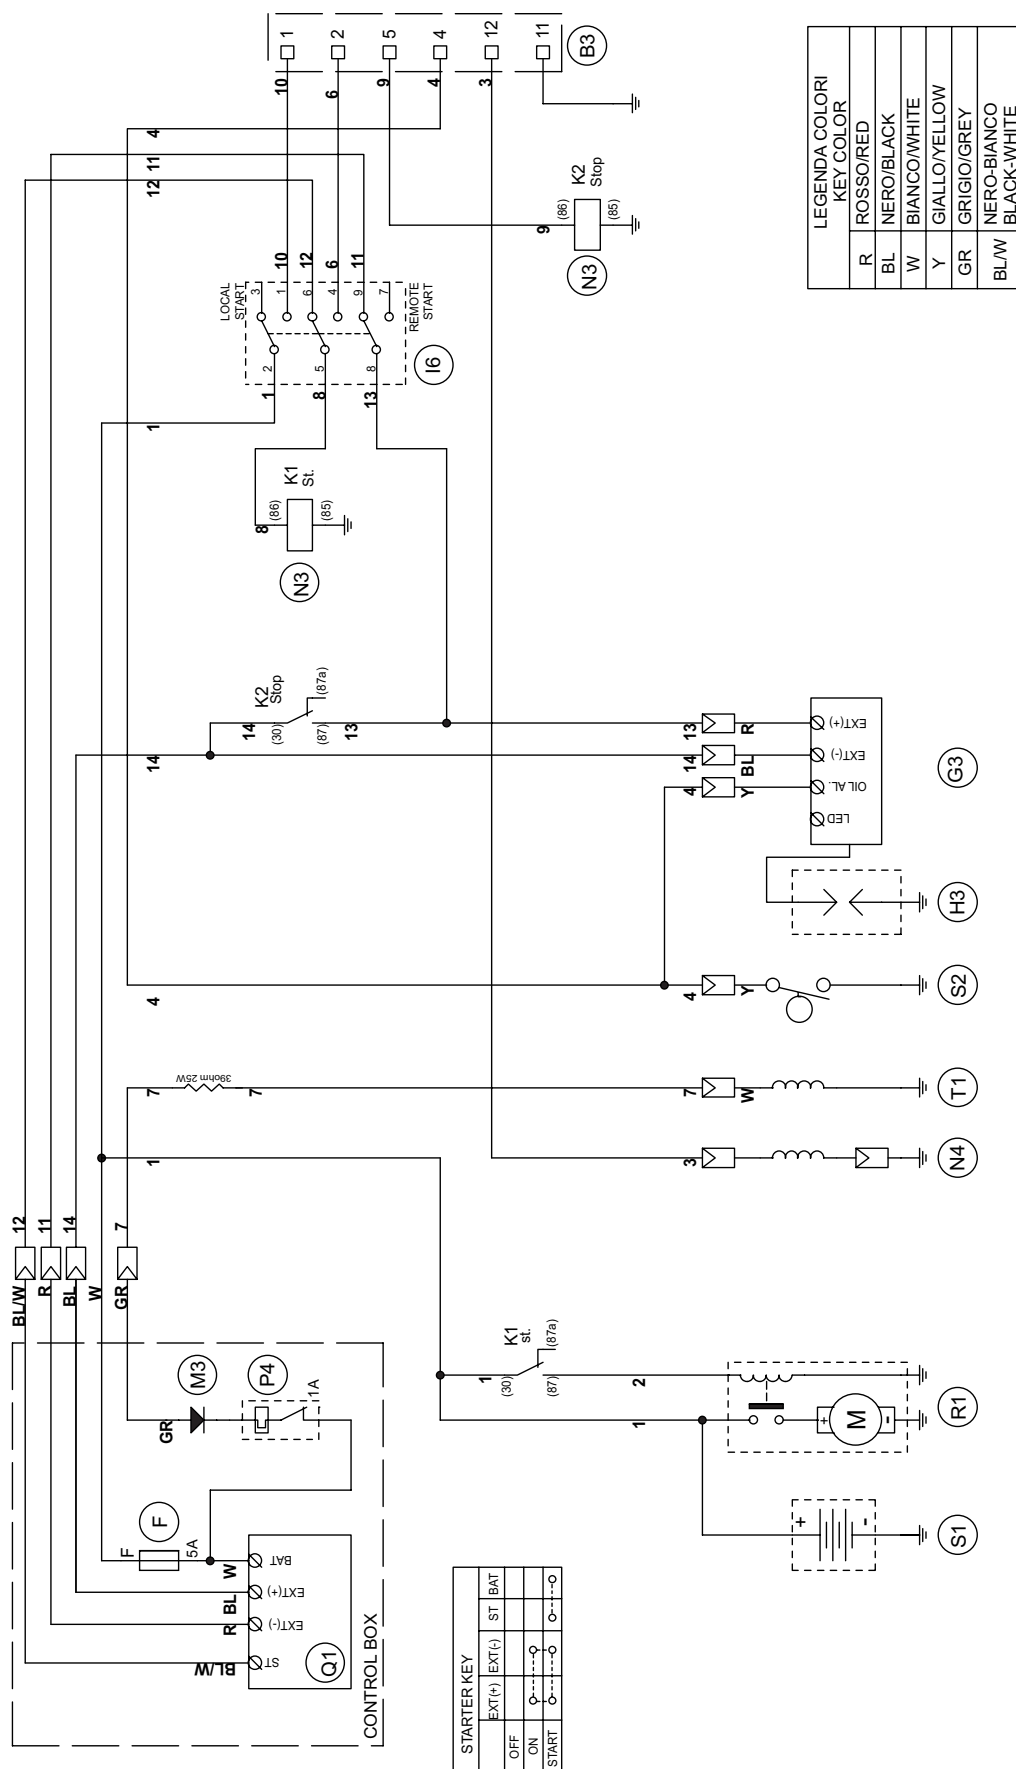 1
2
5
4
12
11
B3
10
6
9
4
3
4
11
12
K2
Stop
(86)
9
(85)
N3
LEGENDA COLORI
KEY COLOR
R ROSSO/RED
BL NERO/BLACK
W BIANCO/WHITE
Y GIALLO/YELLOW
GR GRIGIO/GREY
BL/W NERO-BIANCO
BLACK-WHITE
10
12
6
11
LOCAL
START
3
1
6
4
9
7
REMOTE
START
2
5
8
I6
1
8
13
1
K1
St.
(86)
8
(85)
N3
K2
Stop
(87a)
14
(30)
(87)
13
14
13
14
4
R
BL
Y
EXT(+)
EXT(-)
OIL AL.
LED
G3
H3
4
4
Y
S2
7
39ohm 25W
7
7
W
T1
1
3
N4
12
11
14
7
BL/W
R
BL
W
GR
M3
P4
1A
GR
F
F
5A
W
BL
R
BL/W
BAT
EXT(+)
EXT(-)
ST
Q1
CONTROL BOX
K1
st.
(87a)
1
(30)
(87)
2
1
M
+
-
R1
+
-
S1
STARTER KEY
EXT(+) EXT(-) ST BAT
OFF
ON
START